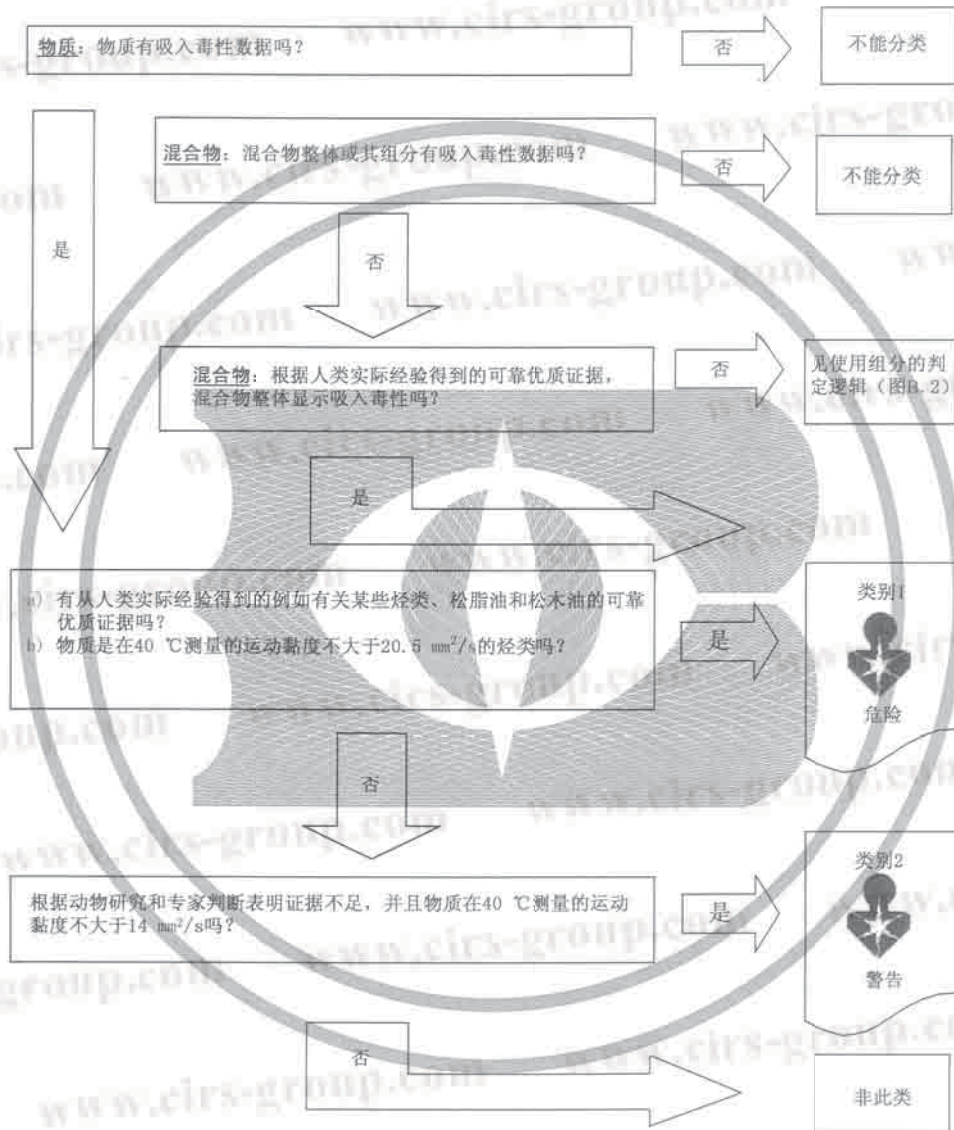 物质：物质有吸入毒性数据吗？
否
不能分类
混合物：混合物整体或其组分有吸入毒性数据吗？
否
不能分类
是
否
混合物：根据人类实际经验得到的可靠优质证据，
混合物整体显示吸入毒性吗？
否
见使用组分的判
定逻辑（图B.2）
是
a） 有从人类实际经验得到的例如有关某些烃类、松脂油和松木油的可靠
优质证据吗？
b） 物质是在40 ℃测量的运动黏度不大于20.5 mm²/s的烃类吗？
是
类别1
危险
否
根据动物研究和专家判断表明证据不足，并且物质在40 ℃测量的运动
黏度不大于14 mm²/s吗？
是
类别2
警告
否
非此类
www.cirs-group.com